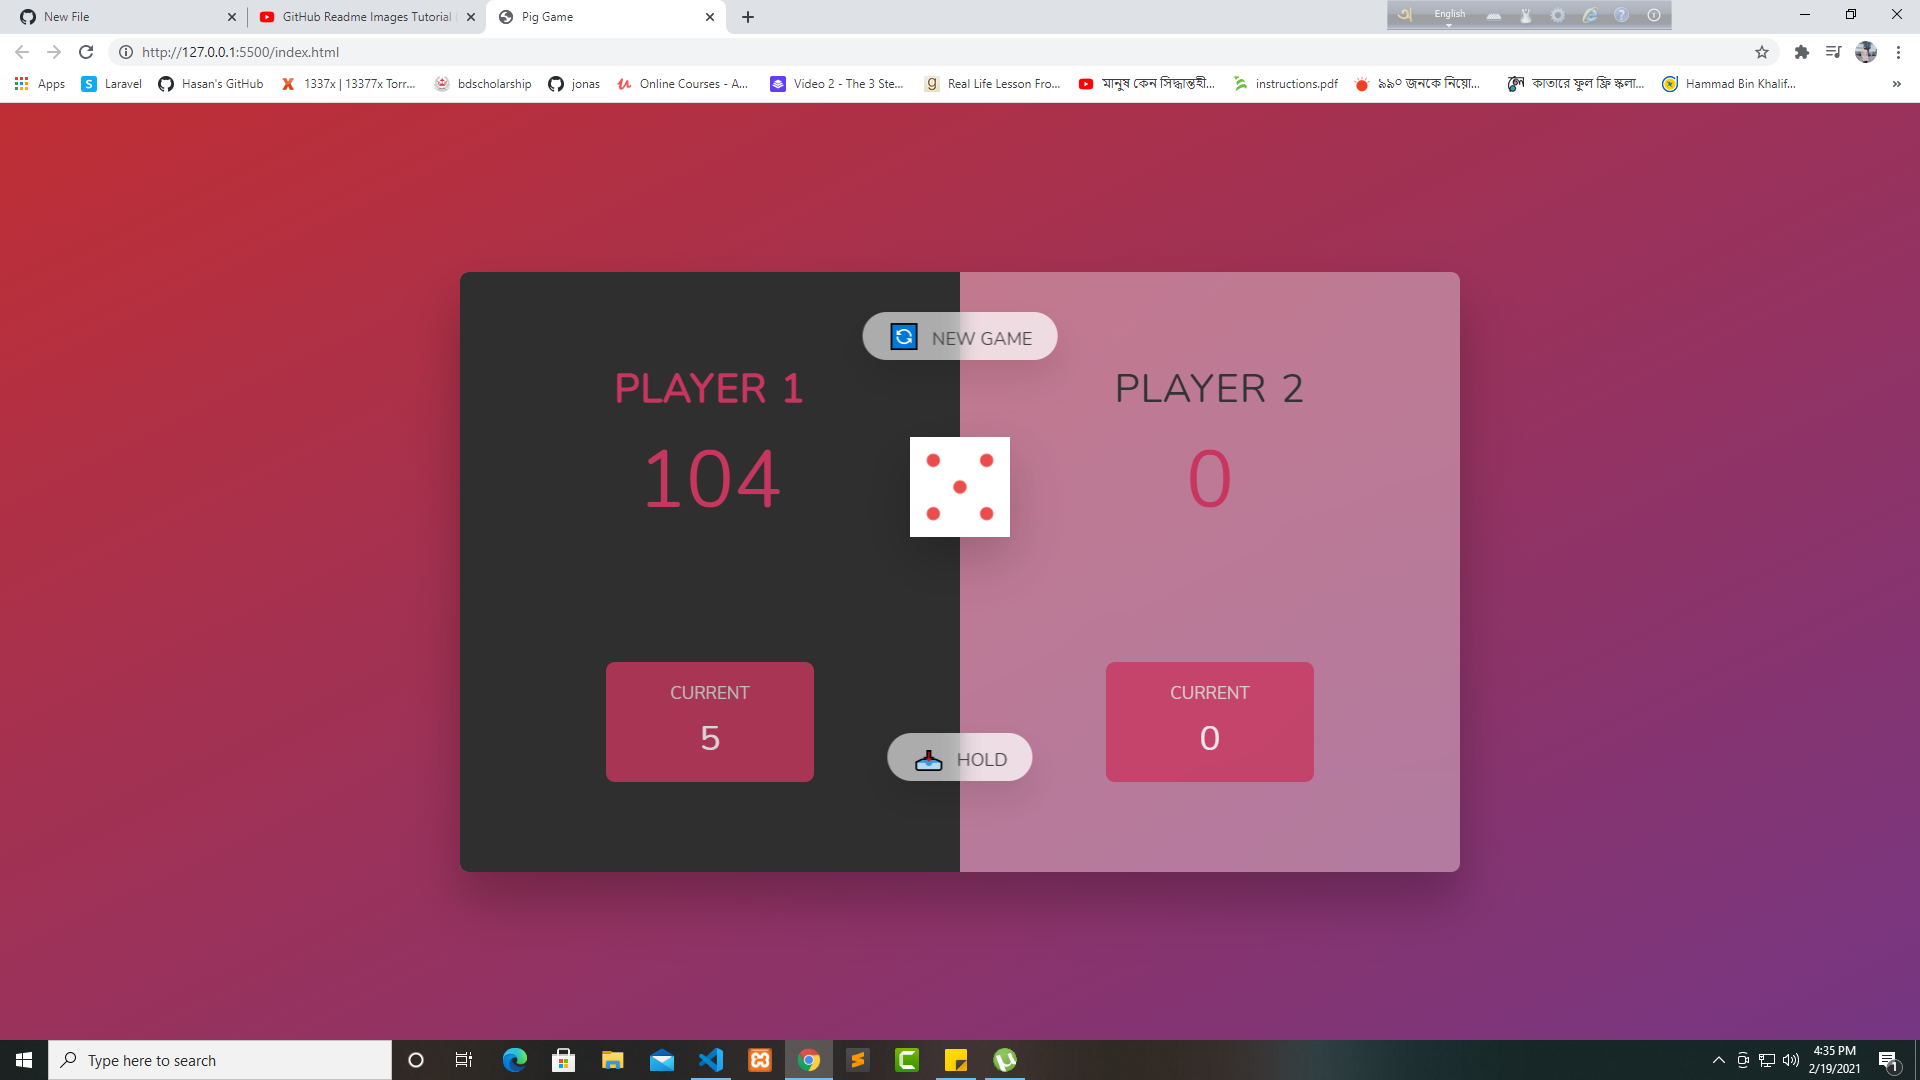 New File
GitHub Readme Images Tutorial
Pig Game
English
http://127.0.0.1:5500/index.html
Apps
Laravel
Hasan's GitHub
1337x | 13377x Torr...
bdscholarship
jonas
Online Courses - A...
Video 2 - The 3 Ste...
Real Life Lesson Fro...
মানুষ কেন সিদ্ধান্তহী...
instructions.pdf
৯৯০ জনকে নিয়ো...
কাতারে ফুল ফ্রি স্কলা...
Hammad Bin Khalif...
»
NEW GAME
PLAYER 1
104
PLAYER 2
0
CURRENT
5
CURRENT
0
HOLD
Type here to search
4:35 PM
2/19/2021
1